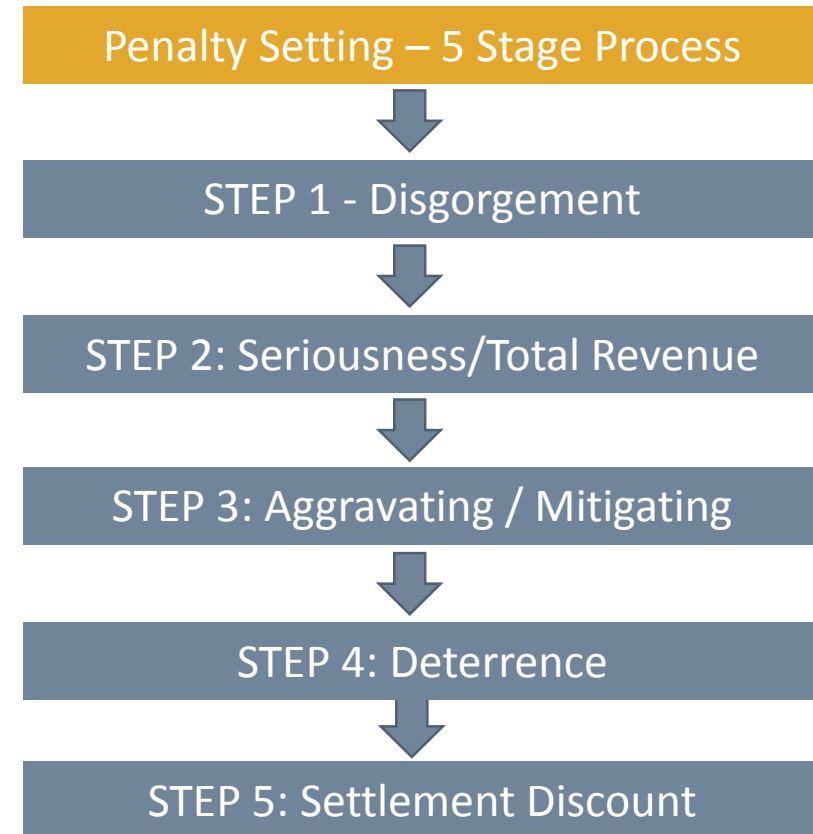 Penalty Setting – 5 Stage Process
STEP 1 - Disgorgement
STEP 2: Seriousness/Total Revenue
STEP 3: Aggravating / Mitigating
STEP 4: Deterrence
STEP 5: Settlement Discount